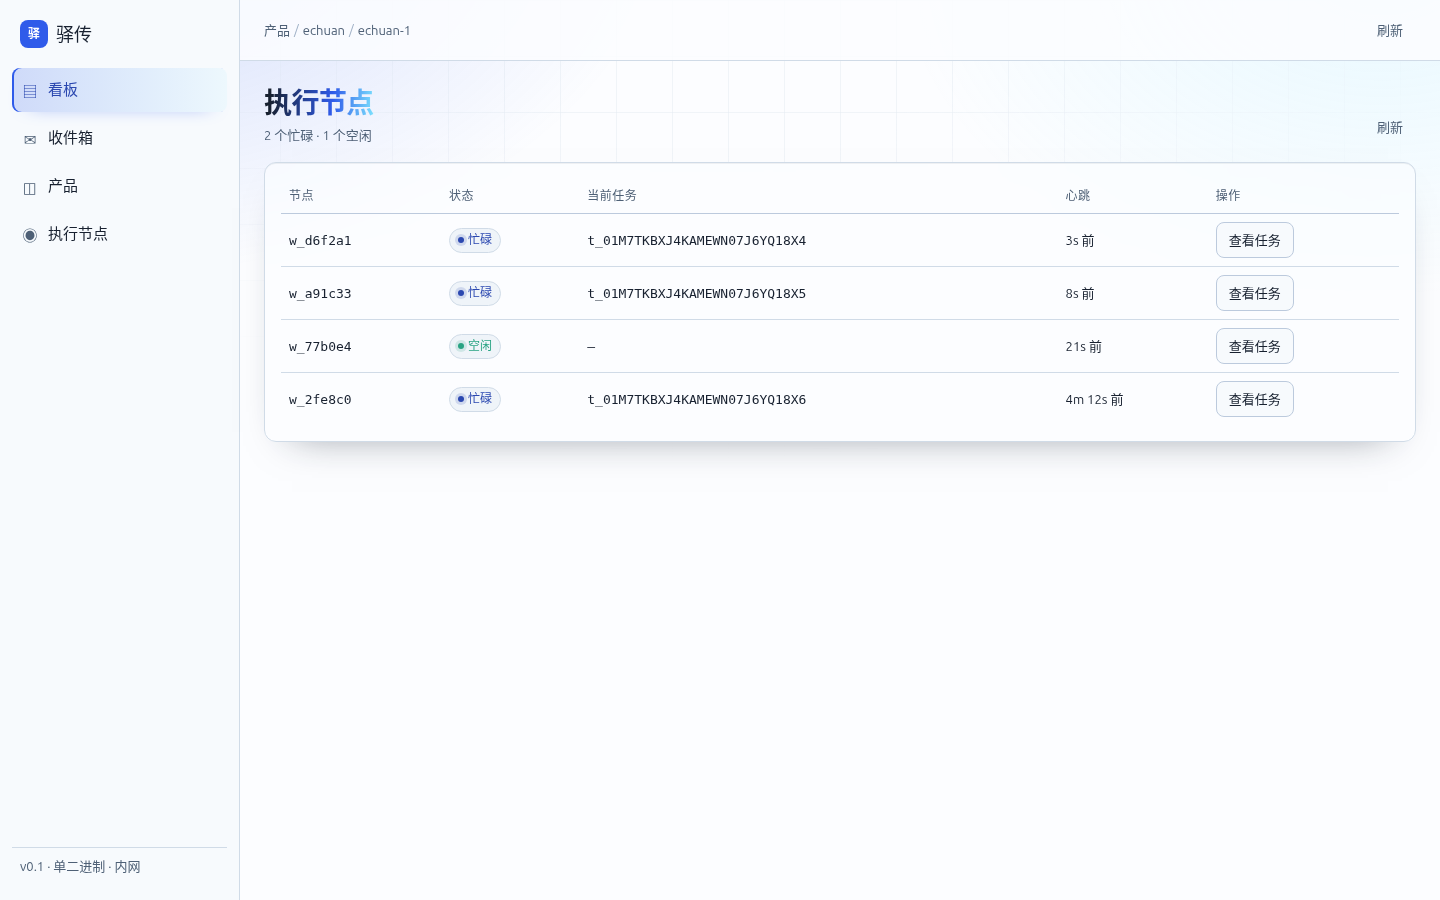 驿 驿传
看板
收件箱
产品
执行节点
v0.1 · 单二进制 · 内网
产品 / echuan / echuan-1 刷新
执行节点
2 个忙碌 · 1 个空闲 刷新
节点 状态 当前任务 心跳 操作
w_d6f2a1 忙碌 t_01M7TKBXJ4KAMEWN07J6YQ18X4 3s 前 查看任务
w_a91c33 忙碌 t_01M7TKBXJ4KAMEWN07J6YQ18X5 8s 前 查看任务
w_77b0e4 空闲 — 21s 前 查看任务
w_2fe8c0 忙碌 t_01M7TKBXJ4KAMEWN07J6YQ18X6 4m 12s 前 查看任务